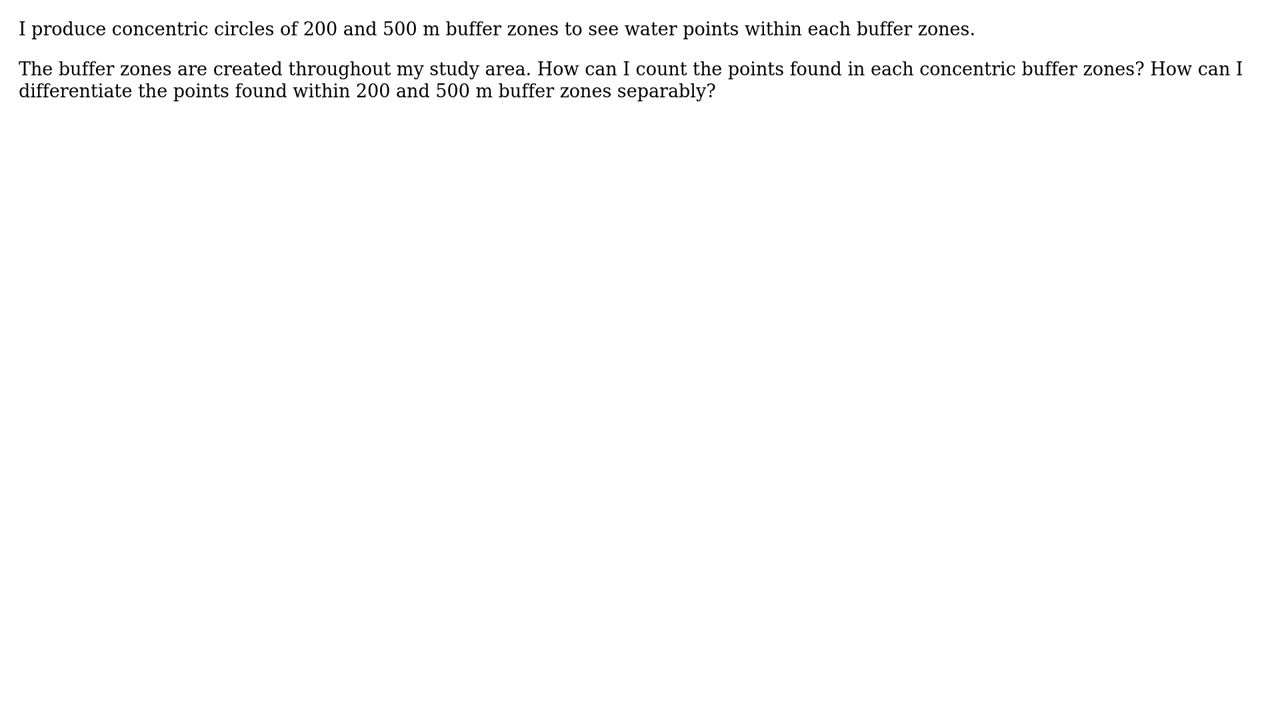 I produce concentric circles of 200 and 500 m buffer zones to see water points within each buffer zones.
The buffer zones are created throughout my study area. How can I count the points found in each concentric buffer zones? How can I
differentiate the points found within 200 and 500 m buffer zones separably?